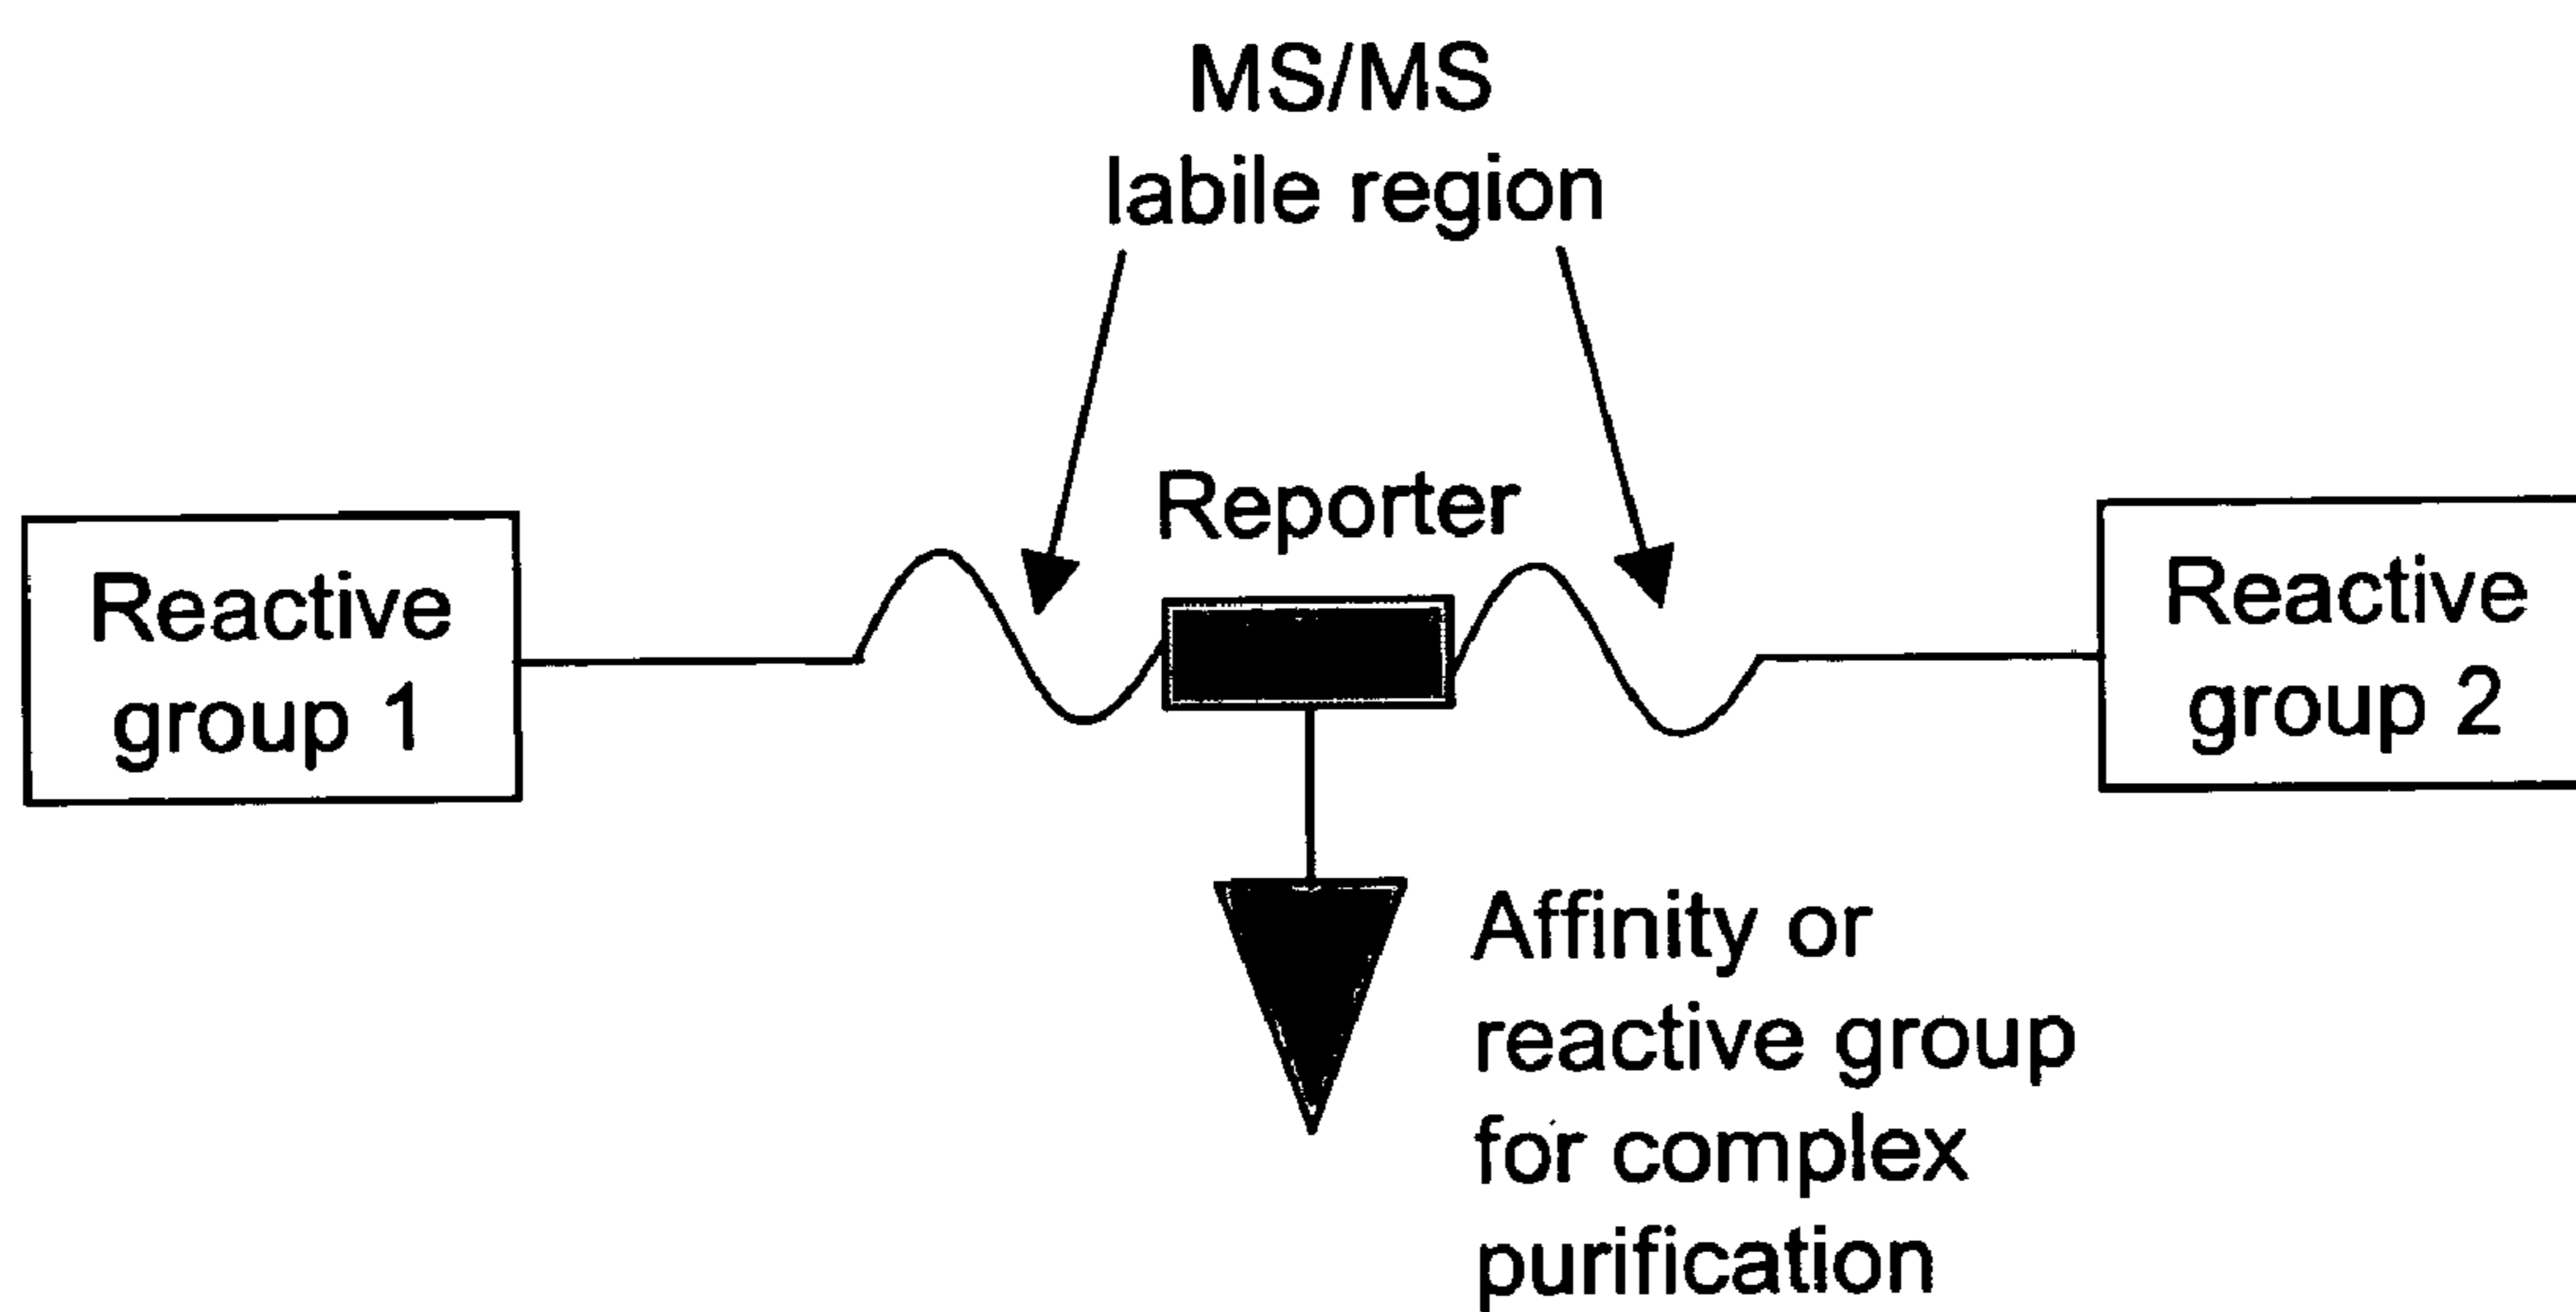 MS/MS
labile region
Reporter
Reactive
group 1
Reactive
group 2
Affinity or
reactive group
for complex
purification